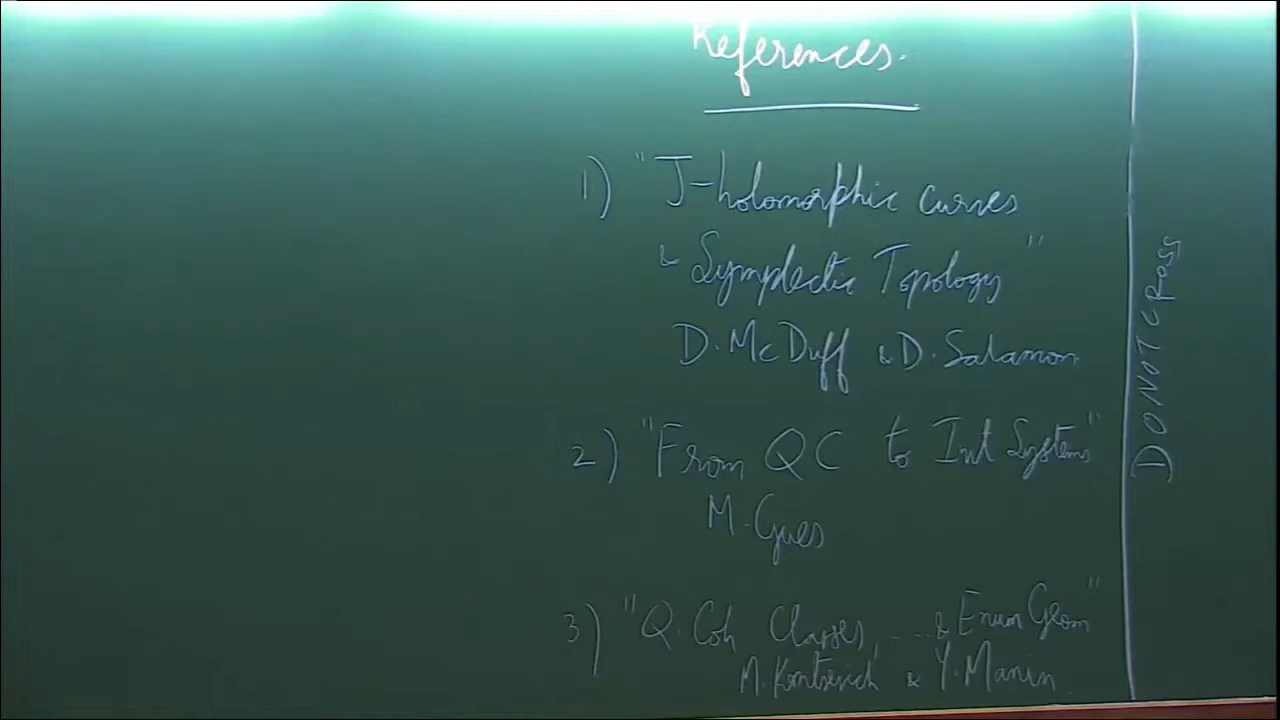 References.
1) "J-holomorphic curves
& Symplectic Topology"
D. McDuff & D. Salamon
2) "From QC to Int Systems"
M. Gues
3) "Q. Coh Classes, .... & Enum Geom"
M. Kontsevich & Y. Manin
DO NOT CROSS